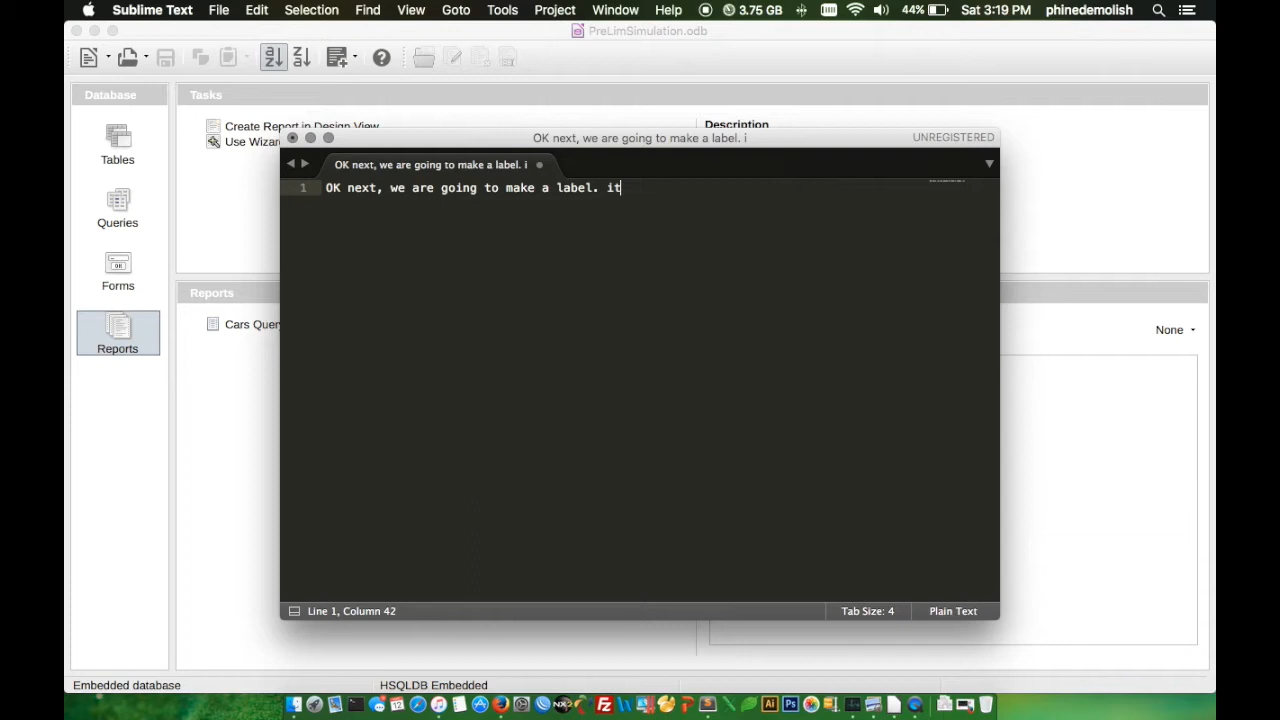 Sublime Text File Edit Selection Find View Goto Tools Project Window Help 3.75 GB 44% Sat 3:19 PM phinedemolish
PreLimSimulation.odb
Database
Tasks
Create Report in Design View
Description
Use Wizar
Tables
Queries
Forms
Reports
Reports
Cars Quer
None
OK next, we are going to make a label. i
UNREGISTERED
OK next, we are going to make a label. i
1 OK next, we are going to make a label. it
Line 1, Column 42
Tab Size: 4
Plain Text
Embedded database
HSQLDB Embedded